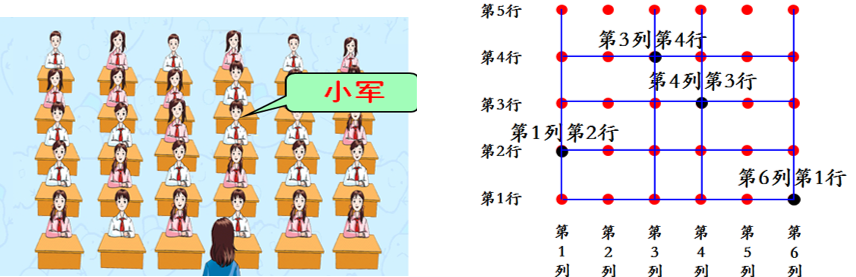 小军
第5行
第4行
第3行
第2行
第1行
第3列第4行
第4列第3行
第1列第2行
第6列第1行
第1列
第2列
第3列
第4列
第5列
第6列